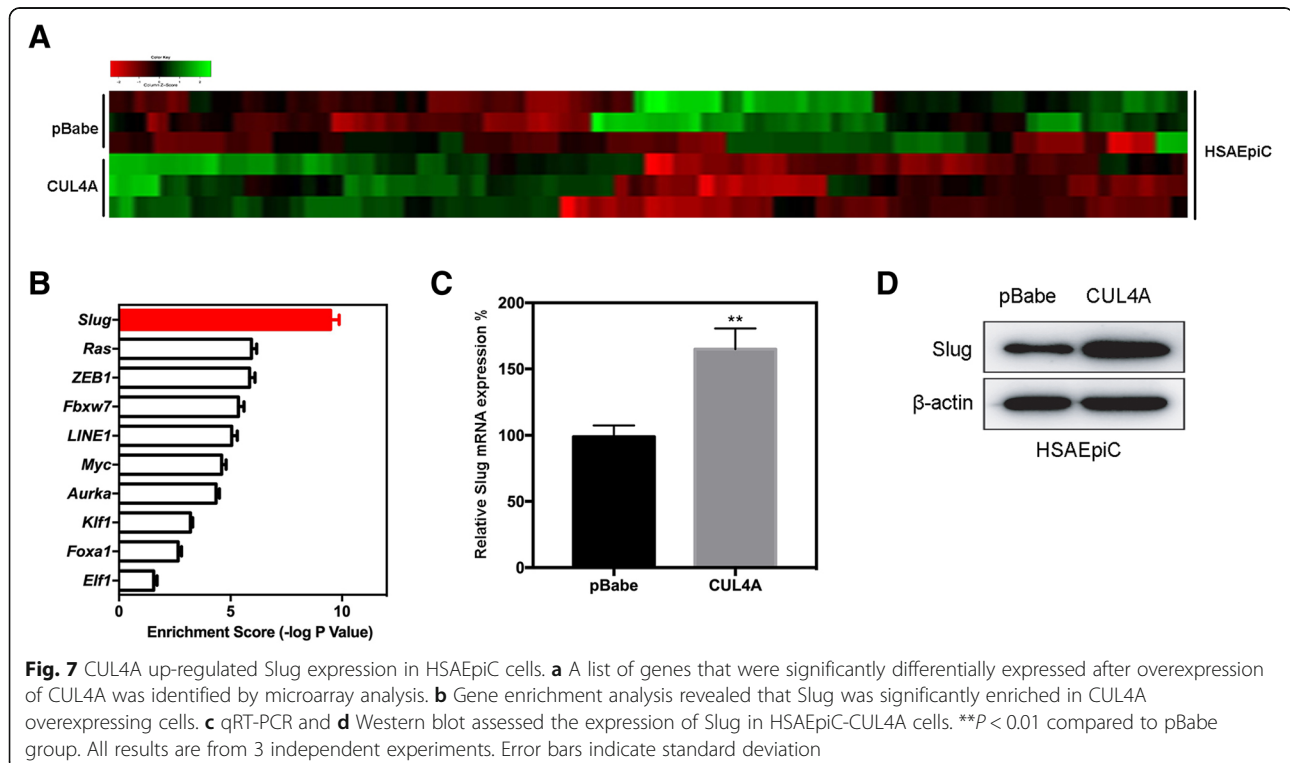 A
Color Key
Column Z-Score
pBabe
CUL4A
HSAEpiC
B
Slug
Ras
ZEB1
Fbxw7
LINE1
Myc
Aurka
Klf1
Foxa1
Elf1
0 5 10
Enrichment Score (-log P Value)
C
Relative Slug mRNA expression %
200
150
100
50
0
**
pBabe CUL4A
D
pBabe CUL4A
Slug
β-actin
HSAEpiC
Fig. 7 CUL4A up-regulated Slug expression in HSAEpiC cells. a A list of genes that were significantly differentially expressed after overexpression
of CUL4A was identified by microarray analysis. b Gene enrichment analysis revealed that Slug was significantly enriched in CUL4A
overexpressing cells. c qRT-PCR and d Western blot assessed the expression of Slug in HSAEpiC-CUL4A cells. **P < 0.01 compared to pBabe
group. All results are from 3 independent experiments. Error bars indicate standard deviation